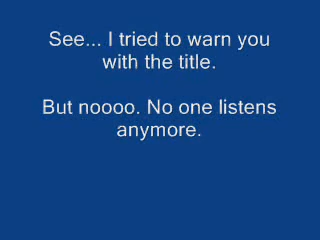 See... I tried to warn you
with the title.
But noooo. No one listens
anymore.